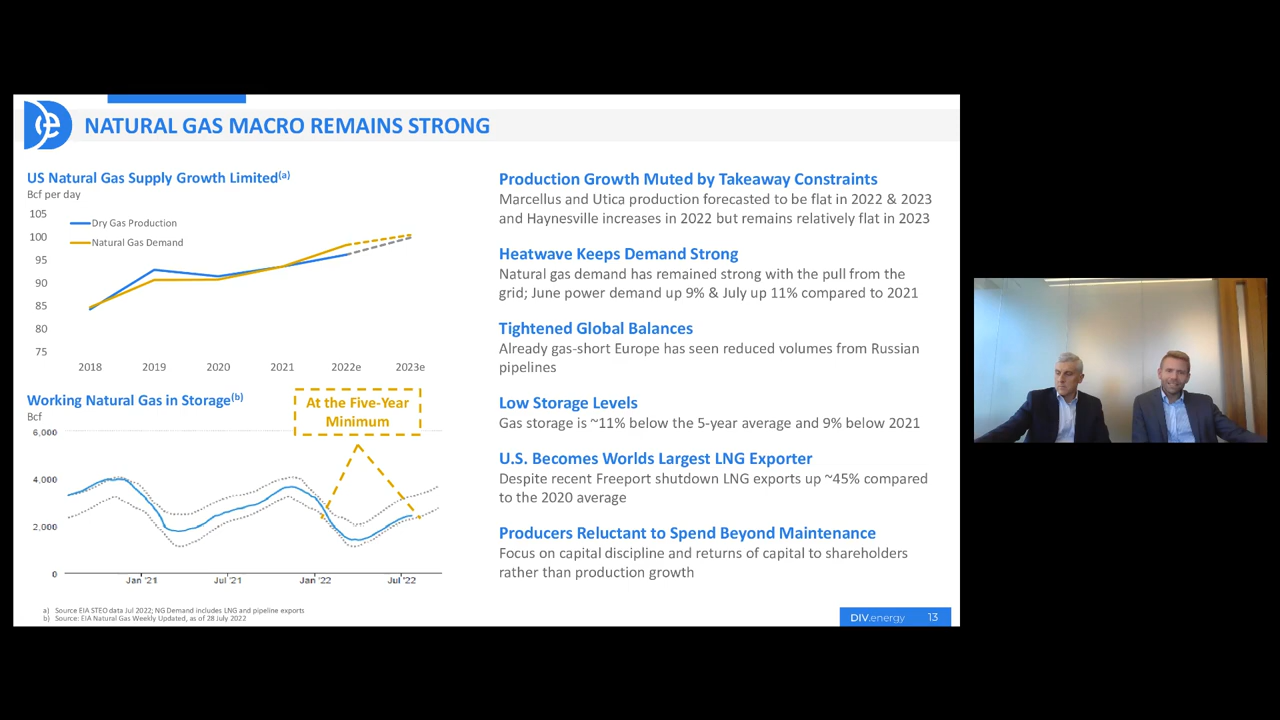 NATURAL GAS MACRO REMAINS STRONG
US Natural Gas Supply Growth Limited(a)
Bcf per day
105
100
95
90
85
80
75
Dry Gas Production
Natural Gas Demand
2018 2019 2020 2021 2022e 2023e
Working Natural Gas in Storage(b)
Bcf
At the Five-Year
Minimum
6,000
4,000
2,000
0
Jan '21 Jul '21 Jan '22 Jul '22
a) Source EIA STEO data Jul 2022; NG Demand includes LNG and pipeline exports
b) Source: EIA Natural Gas Weekly Updated, as of 28 July 2022
Production Growth Muted by Takeaway Constraints
Marcellus and Utica production forecasted to be flat in 2022 & 2023
and Haynesville increases in 2022 but remains relatively flat in 2023
Heatwave Keeps Demand Strong
Natural gas demand has remained strong with the pull from the
grid; June power demand up 9% & July up 11% compared to 2021
Tightened Global Balances
Already gas-short Europe has seen reduced volumes from Russian
pipelines
Low Storage Levels
Gas storage is ~11% below the 5-year average and 9% below 2021
U.S. Becomes Worlds Largest LNG Exporter
Despite recent Freeport shutdown LNG exports up ~45% compared
to the 2020 average
Producers Reluctant to Spend Beyond Maintenance
Focus on capital discipline and returns of capital to shareholders
rather than production growth
DIV.energy 13